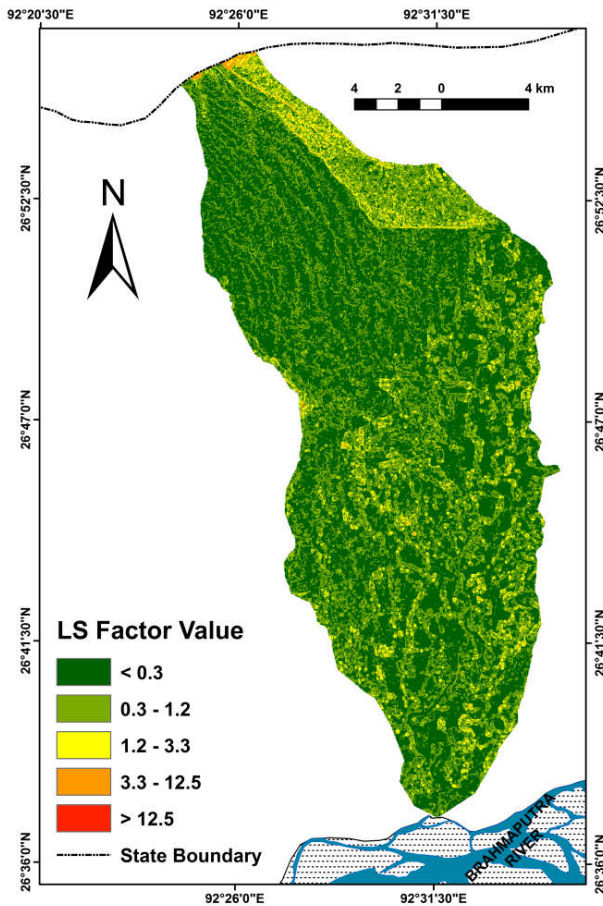 92°20'30"E 92°26'0"E 92°31'30"E
4 2 0 4 km
N
26°52'30"N 26°52'30"N
26°47'0"N 26°47'0"N
26°41'30"N 26°41'30"N
LS Factor Value
< 0.3
0.3 - 1.2
1.2 - 3.3
3.3 - 12.5
> 12.5
State Boundary
BRAHMAPUTRA
RIVER
26°36'0"N 26°36'0"N
92°26'0"E 92°31'30"E